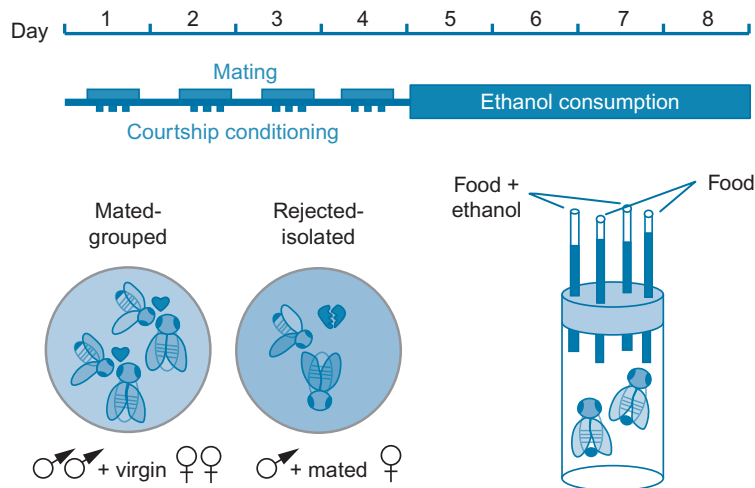 Day 1 2 3 4 5 6 7 8
Mating
Ethanol consumption
Courtship conditioning
Mated-
grouped
Rejected-
isolated
Food +
ethanol
Food
♂♂ + virgin ♀♀
♂ + mated ♀